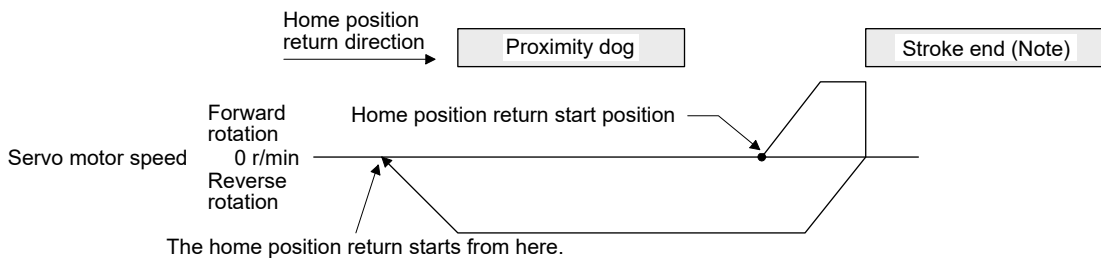 Home position
return direction
Proximity dog
Stroke end (Note)
Forward
rotation
Home position return start position
Servo motor speed 0 r/min
Reverse
rotation
The home position return starts from here.